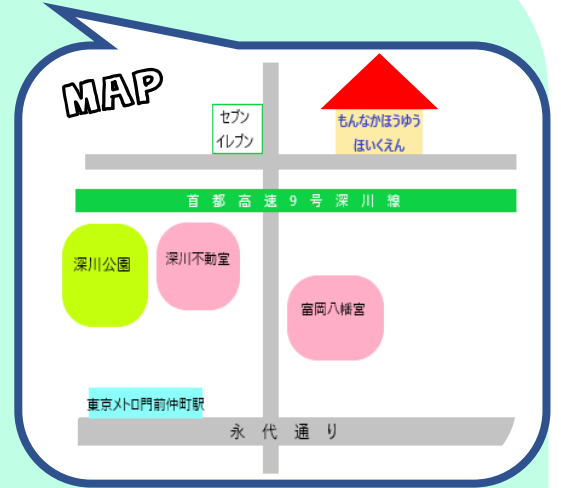 MAP
セブン
イレブン
もんなかほうゆう
ほいくえん
首都高速9号深川線
深川公園
深川不動堂
富岡八幡宮
東京メトロ門前仲町駅
永代通り